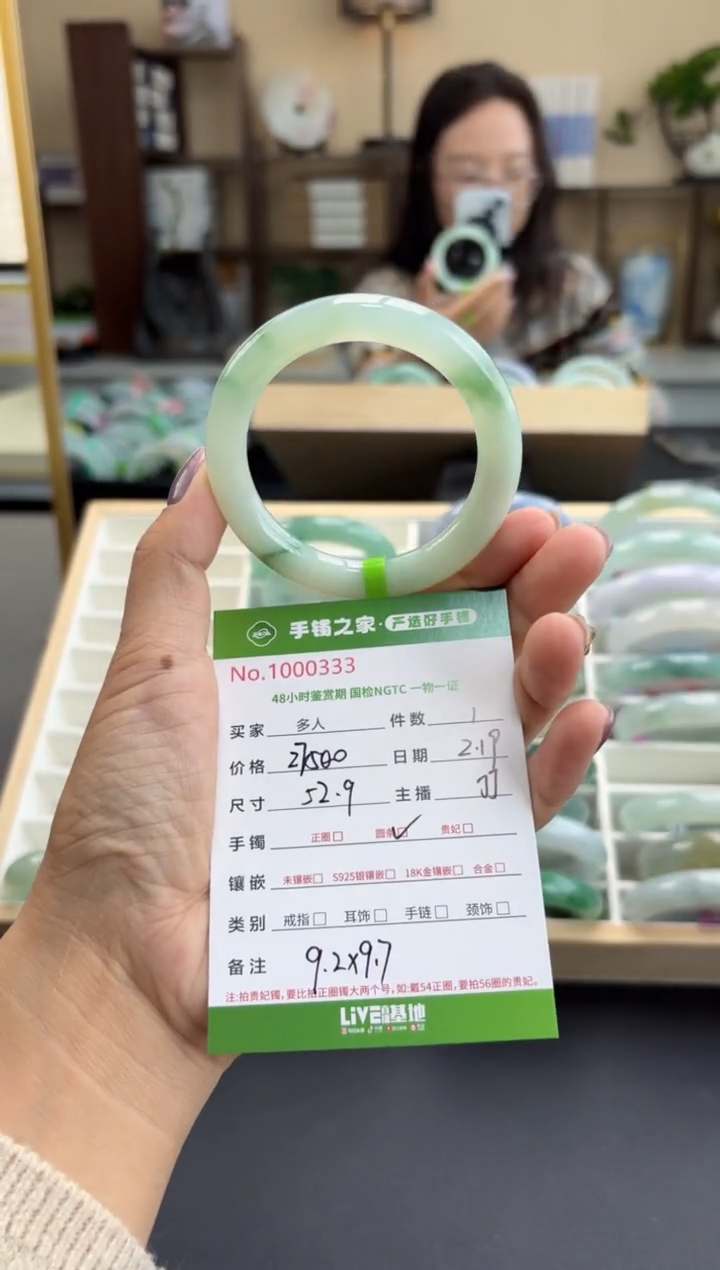 手镯之家·严选好手镯
No.1000333
48小时鉴赏期 国检NGTC 一物一证
买家 多人 件数 1
价格 27500 日期 2.19
尺寸 52.9 主播
手镯 正圈□ 圆条□✓ 贵妃□
镶嵌 未镶嵌□ S925银镶嵌□ 18K金镶嵌□ 合金□
类别 戒指□ 耳饰□ 手链□ 颈饰□
备注 9.2x9.7
注:拍贵妃镯,要比拍正圈镯大两个号,如:戴54正圈,要拍56圈的贵妃。
LiVE 基地